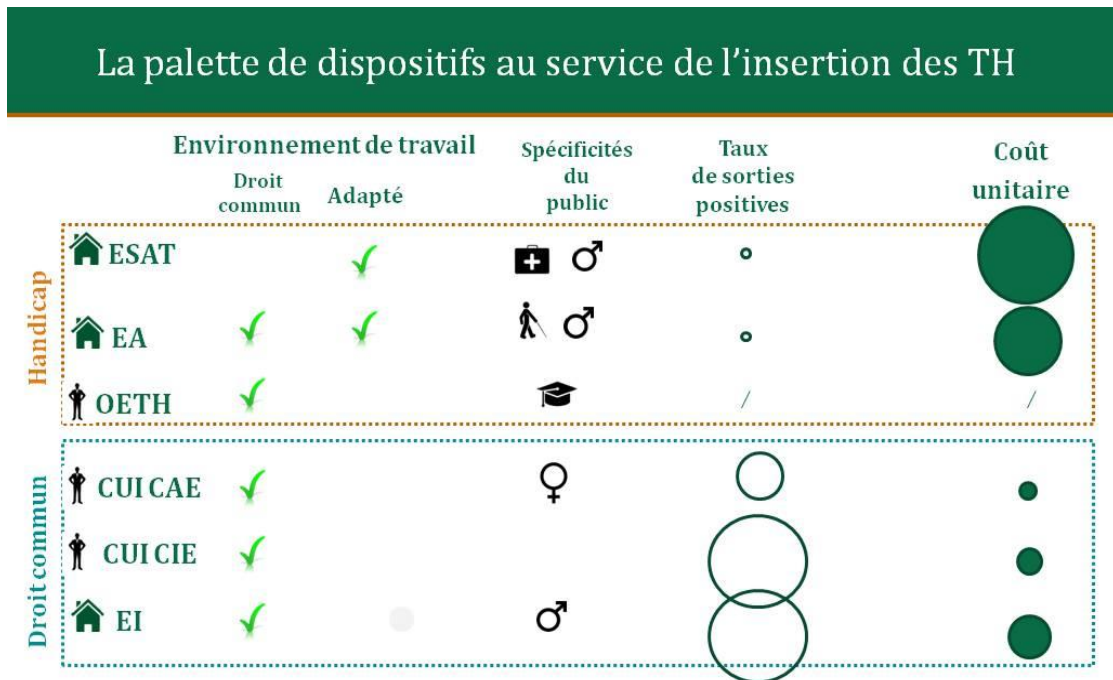 La palette de dispositifs au service de l'insertion des TH
Environnement de travail
Droit
commun
Adapté
Spécificités
du
public
Taux
de sorties
positives
Coût
unitaire
Handicap
ESAT
EA
OETH
/
/
Droit commun
CUI CAE
CUI CIE
EI